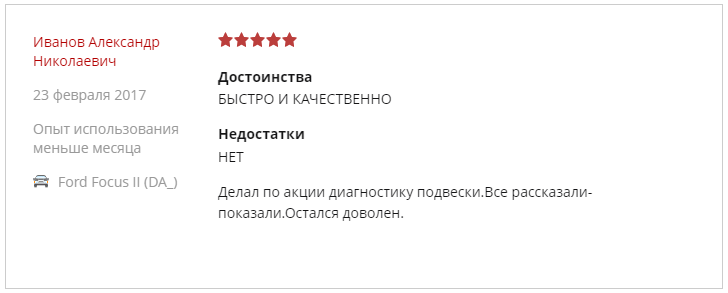 Иванов Александр
Николаевич
23 февраля 2017
Опыт использования
меньше месяца
Ford Focus II (DA_)
Достоинства
БЫСТРО И КАЧЕСТВЕННО
Недостатки
НЕТ
Делал по акции диагностику подвески.Все рассказали-
показали.Остался доволен.